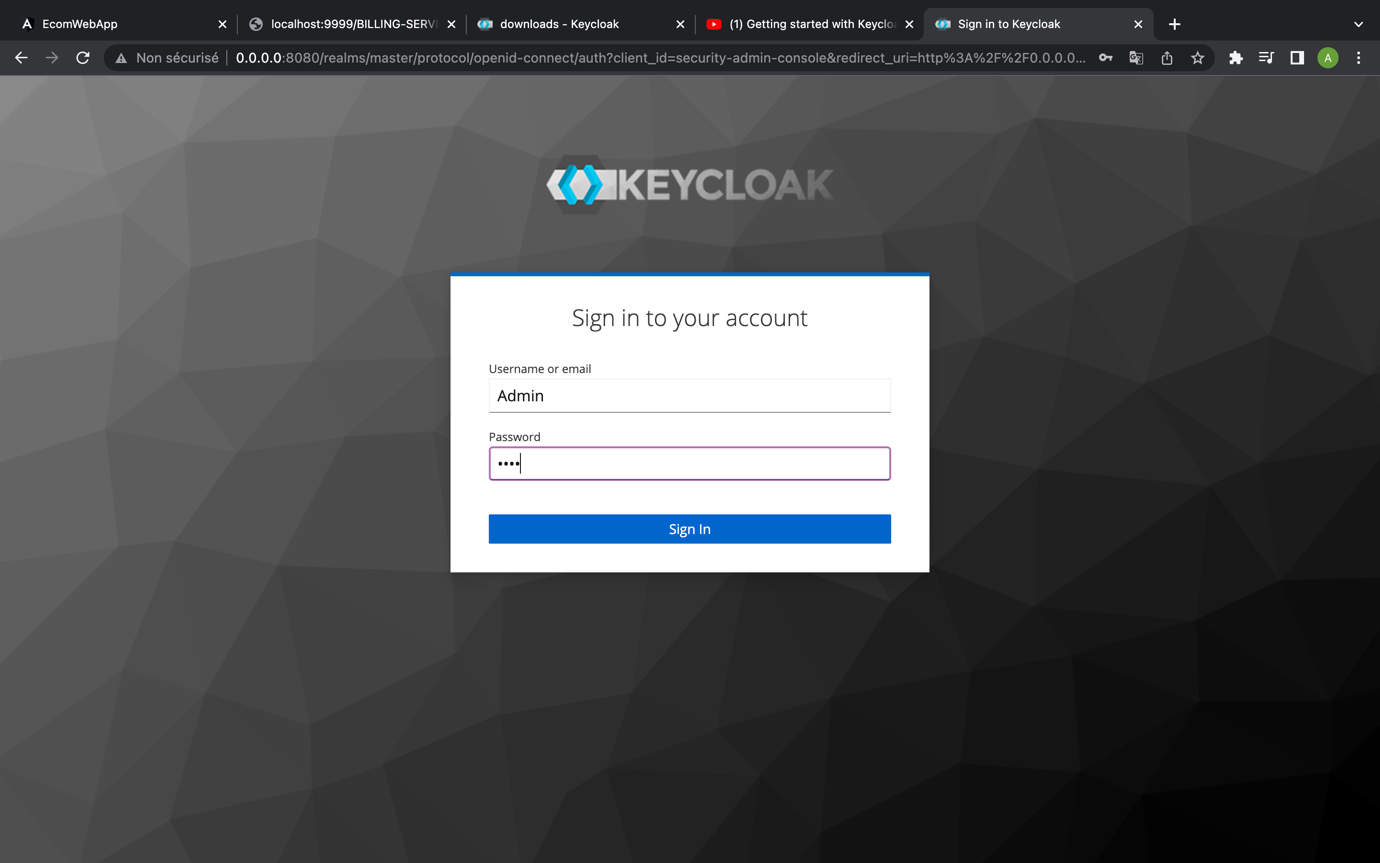 EcomWebApp
localhost:9999/BILLING-SERVI
downloads - Keycloak
(1) Getting started with Keyclo
Sign in to Keycloak
Non sécurisé
0.0.0.0:8080/realms/master/protocol/openid-connect/auth?client_id=security-admin-console&redirect_uri=http%3A%2F%2F0.0.0.0...
A
KEYCLOAK
Sign in to your account
Username or email
Admin
Password
••••
Sign In